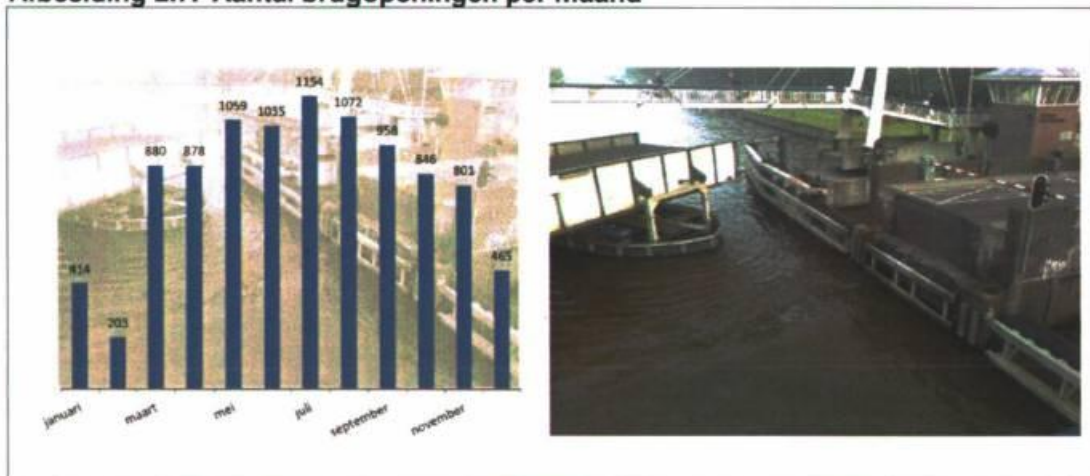 Afbeelding 2.17 Aantal brugopeningen per maand
1154
1059
1035
1072
958
880
878
846
801
414
465
203
januari
maart
mei
juli
september
november